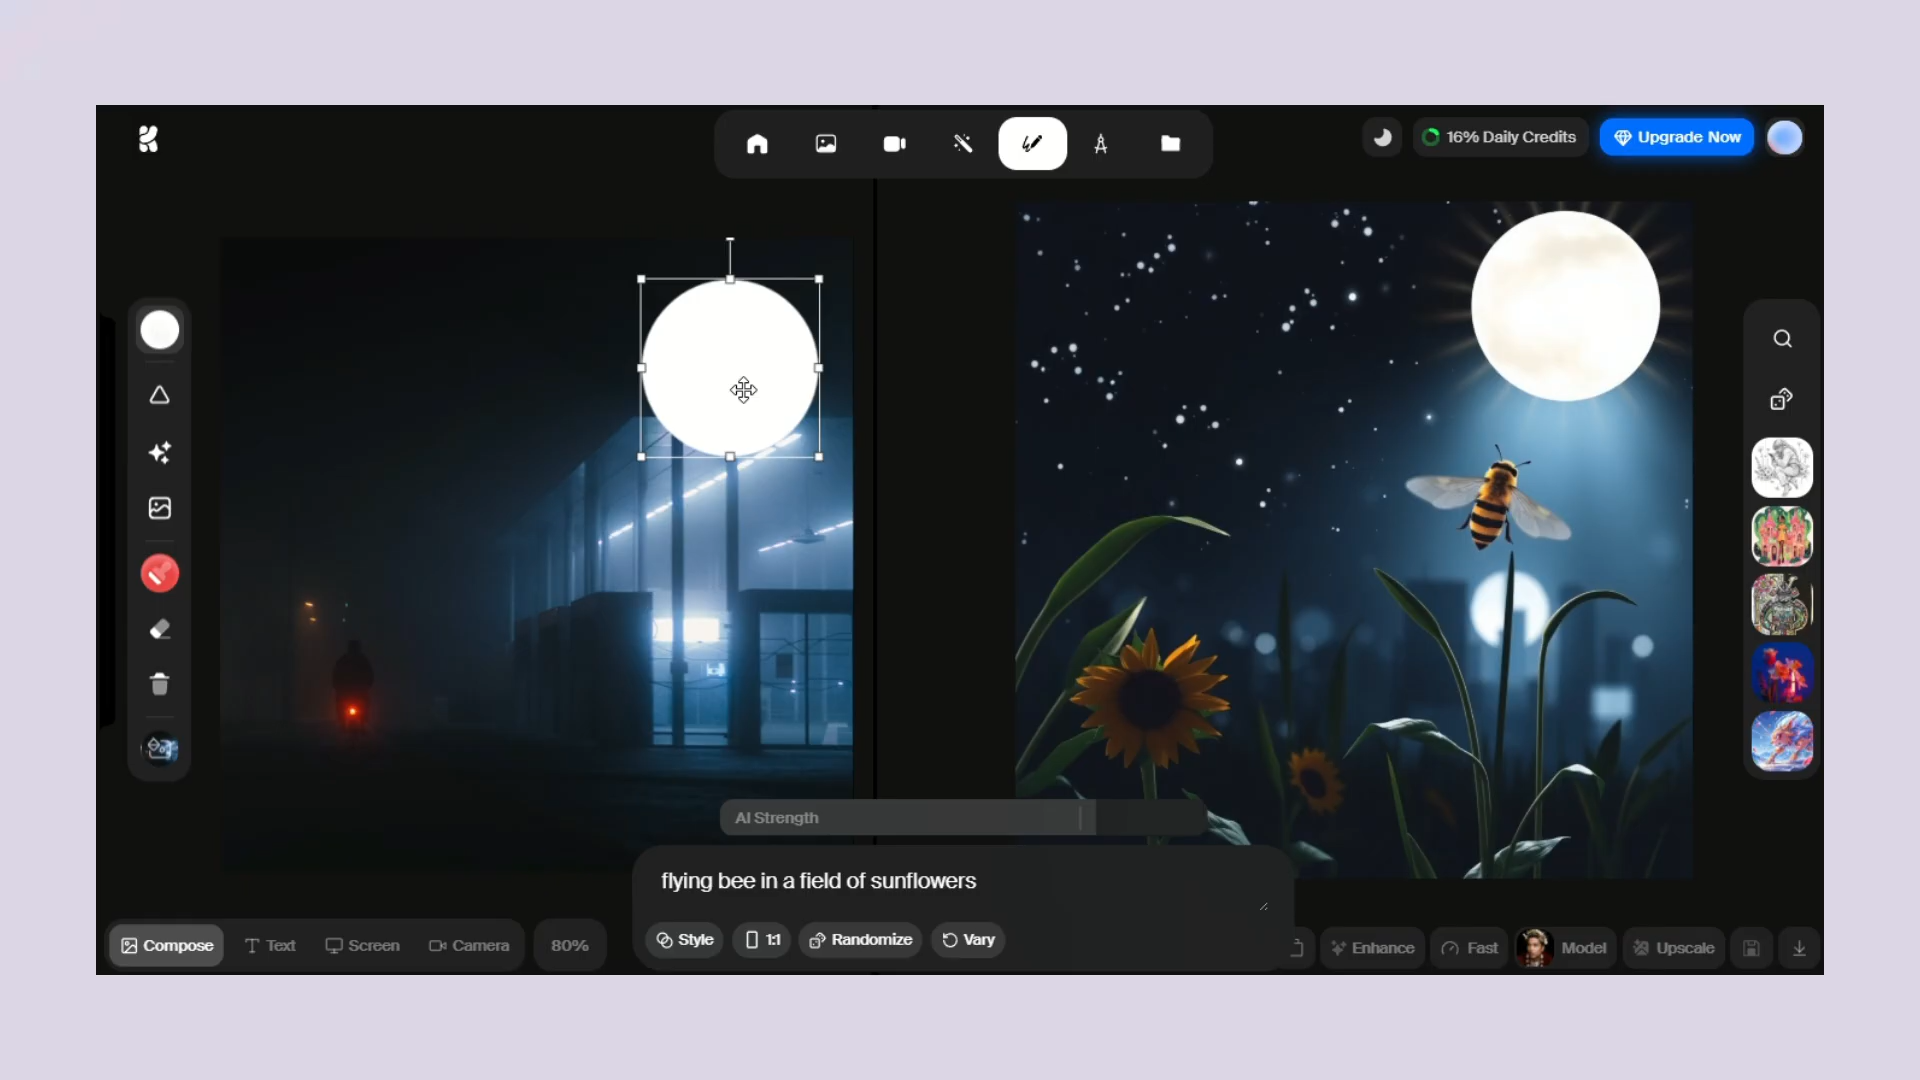 16% Daily Credits
Upgrade Now
AI Strength
flying bee in a field of sunflowers
Style
1:1
Randomize
Vary
Compose
Text
Screen
Camera
80%
Enhance
Fast
Model
Upscale